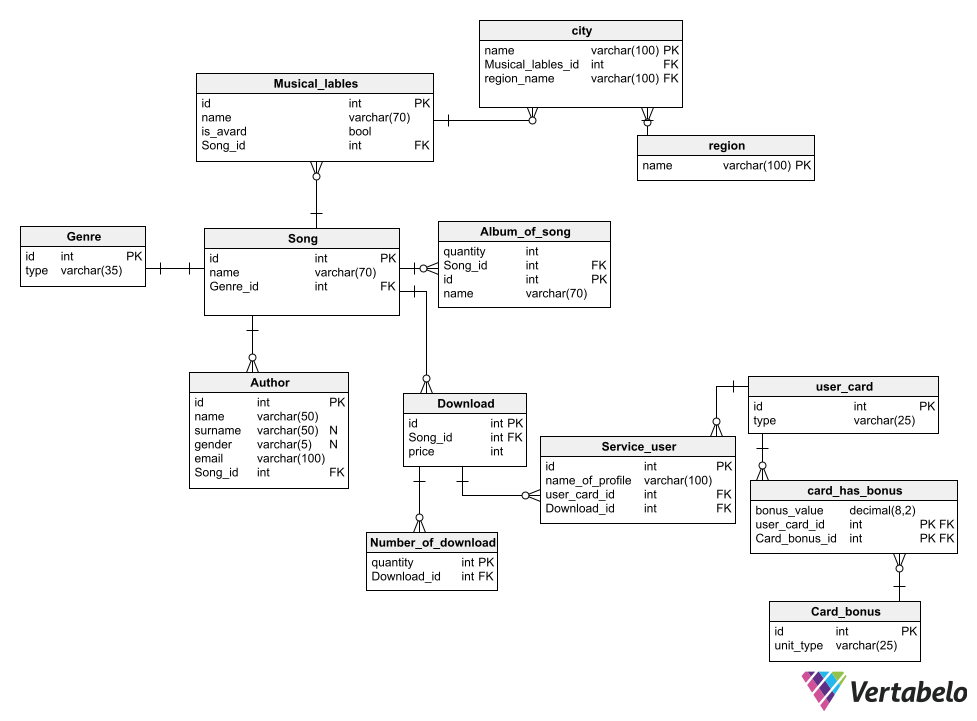 city
name varchar(100) PK
Musical_lables_id int FK
region_name varchar(100) FK
Musical_lables
id int PK
name varchar(70)
is_avard bool
Song_id int FK
region
name varchar(100) PK
Genre
id int PK
type varchar(35)
Song
id int PK
name varchar(70)
Genre_id int FK
Album_of_song
quantity int
Song_id int FK
id int PK
name varchar(70)
Author
id int PK
name varchar(50)
surname varchar(50) N
gender varchar(5) N
email varchar(100)
Song_id int FK
Download
id int PK
Song_id int FK
price int
user_card
id int PK
type varchar(25)
Service_user
id int PK
name_of_profile varchar(100)
user_card_id int FK
Download_id int FK
card_has_bonus
bonus_value decimal(8,2)
user_card_id int PK FK
Card_bonus_id int PK FK
Number_of_download
quantity int PK
Download_id int FK
Card_bonus
id int PK
unit_type varchar(25)
Vertabelo